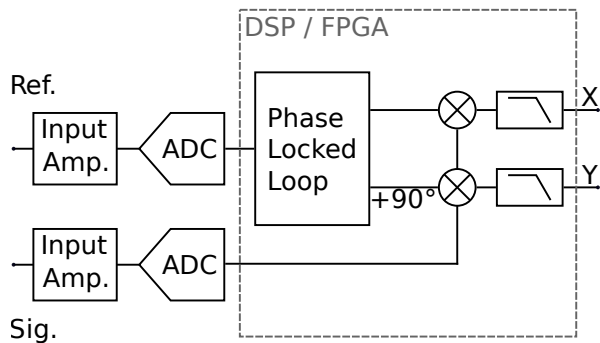 DSP / FPGA
Ref.
Input
Amp.
ADC
Phase
Locked
Loop
+90°
X
Y
Input
Amp.
ADC
Sig.